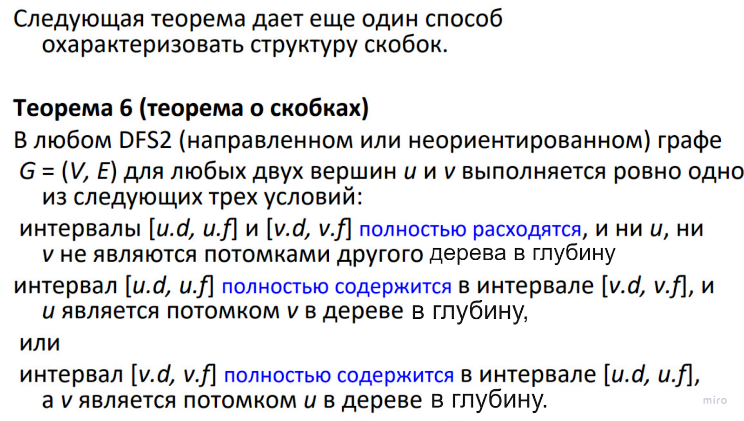 Следующая теорема дает еще один способ
охарактеризовать структуру скобок.
Теорема 6 (теорема о скобках)
В любом DFS2 (направленном или неориентированном) графе
G = (V, E) для любых двух вершин u и v выполняется ровно одно
из следующих трех условий:
интервалы [u.d, u.f] и [v.d, v.f] полностью расходятся, и ни u, ни
v не являются потомками другого дерева в глубину
интервал [u.d, u.f] полностью содержится в интервале [v.d, v.f], и
u является потомком v в дереве в глубину,
или
интервал [v.d, v.f] полностью содержится в интервале [u.d, u.f],
а v является потомком u в дереве в глубину.
miro